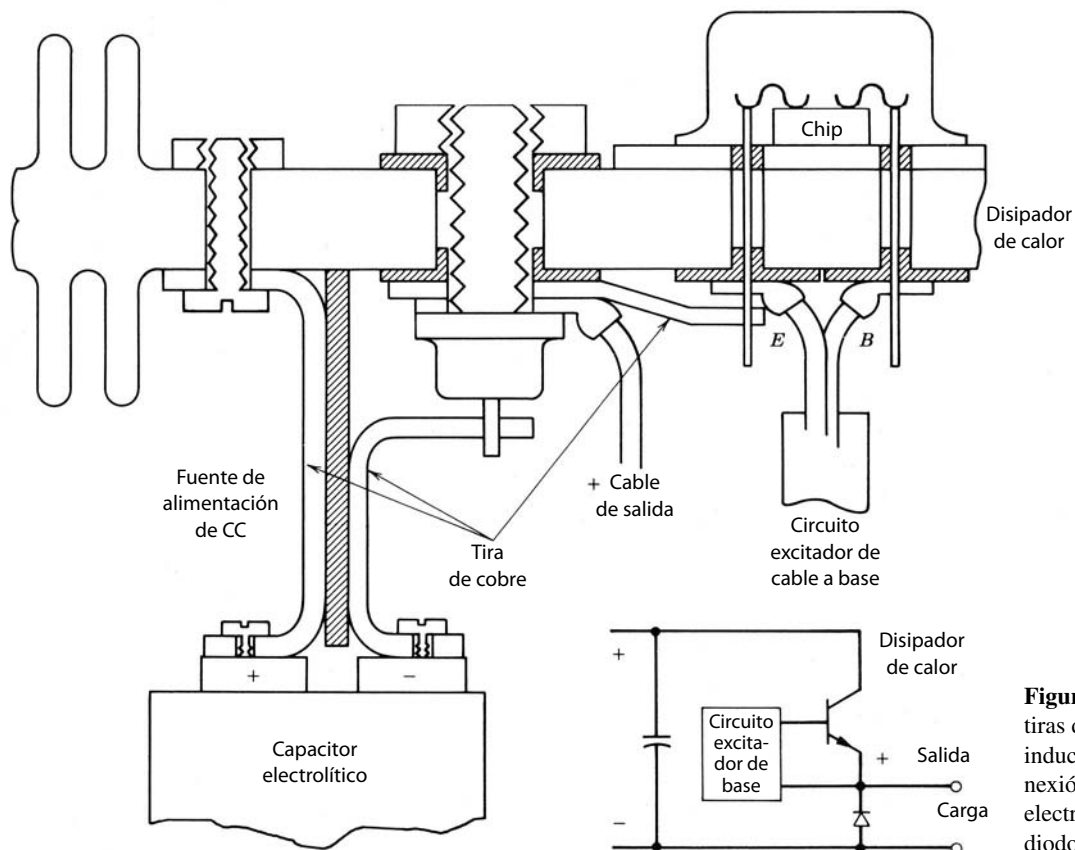 Chip
Disipador
de calor
E
B
Fuente de
alimentación
de CC
+ Cable
de salida
Tira
de cobre
Circuito
excitador de
cable a base
+
−
Capacitor
electrolítico
+
−
Circuito
excita-
dor de
base
Disipador
de calor
+ Salida
Carga
Figur
tiras d
induc
nexió
electr
diodo